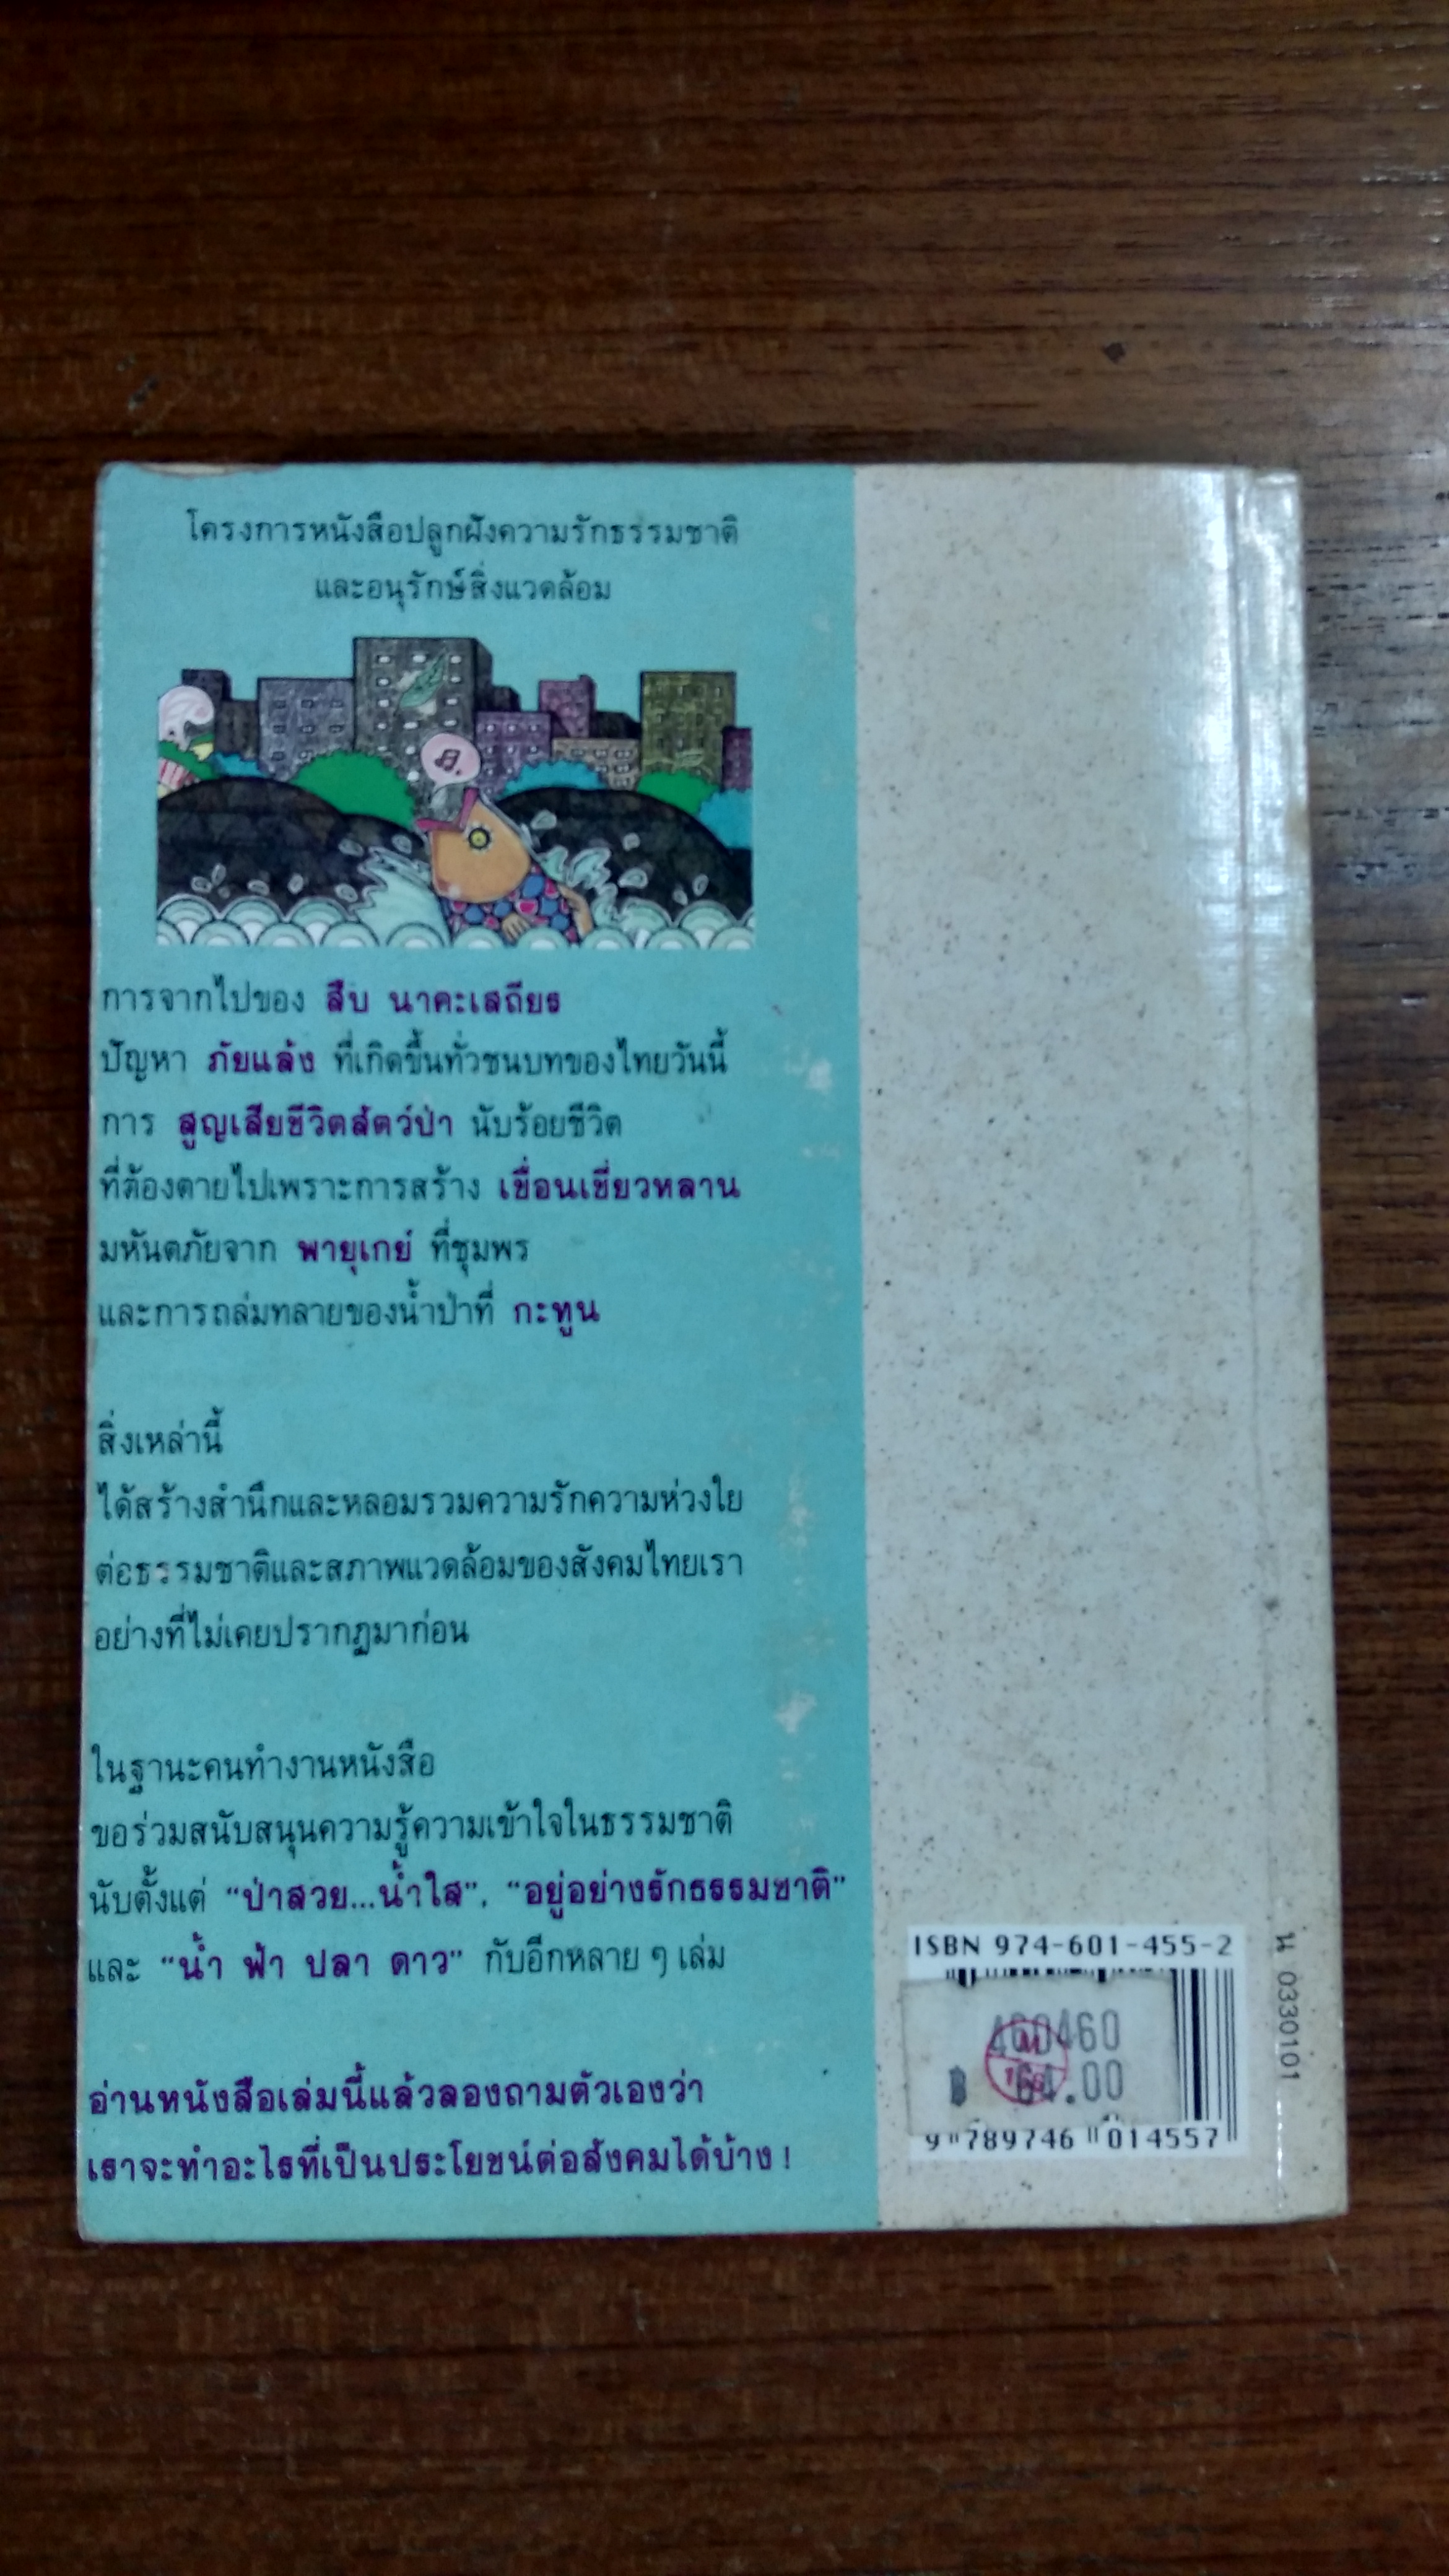 โครงการหนังสือปลูกฝังความรักธรรมชาติ
และอนุรักษ์สิ่งแวดล้อม
การจากไปของ สืบ นาคะเสถียร
ปัญหา ภัยแล้ง ที่เกิดขึ้นทั่วชนบทของไทยวันนี้
การ สูญเสียชีวิตสัตว์ป่า นับร้อยชีวิต
ที่ต้องตายไปเพราะการสร้าง เขื่อนเชี่ยวหลาน
มหันตภัยจาก พายุเกย์ ที่ชุมพร
และการถล่มทลายของน้ำป่าที่ กะทูน
สิ่งเหล่านี้
ได้สร้างสำนึกและหลอมรวมความรักความห่วงใย
ต่อธรรมชาติและสภาพแวดล้อมของสังคมไทยเรา
อย่างที่ไม่เคยปรากฏมาก่อน
ในฐานะคนทำงานหนังสือ
ขอร่วมสนับสนุนความรู้ความเข้าใจในธรรมชาติ
นับตั้งแต่ “ป่าสวย...น้ำใส”, “อยู่อย่างรักธรรมชาติ”
และ “น้ำ ฟ้า ปลา ดาว” กับอีกหลาย ๆ เล่ม
อ่านหนังสือเล่มนี้แล้วลองถามตัวเองว่า
เราจะทำอะไรที่เป็นประโยชน์ต่อสังคมได้บ้าง !
ISBN 974-601-455-2
460460
฿ 64.00
9 789746 014557
น 0330101